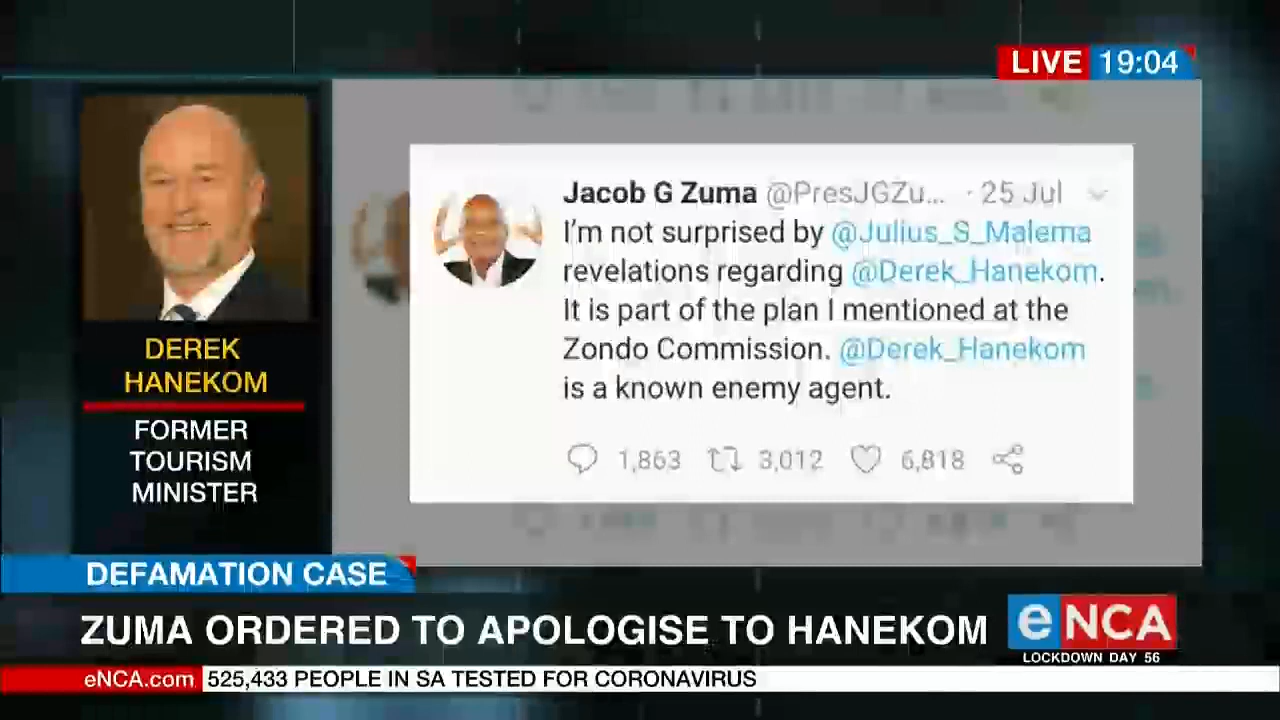 LIVE 19:04
Jacob G Zuma @PresJGZu... · 25 Jul
I'm not surprised by @Julius_S_Malema
revelations regarding @Derek_Hanekom.
It is part of the plan I mentioned at the
Zondo Commission. @Derek_Hanekom
is a known enemy agent.
1,863 3,012 6,818
DEREK
HANEKOM
FORMER
TOURISM
MINISTER
DEFAMATION CASE
ZUMA ORDERED TO APOLOGISE TO HANEKOM
eNCA
LOCKDOWN DAY 56
eNCA.com 525,433 PEOPLE IN SA TESTED FOR CORONAVIRUS